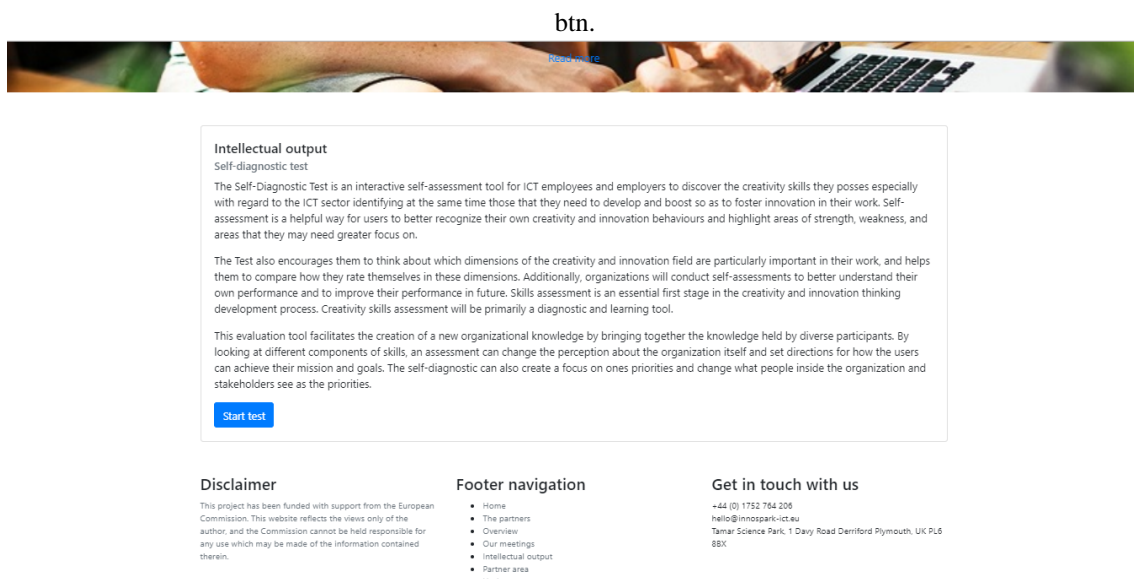 btn.
Read more
Intellectual output
Self-diagnostic test
The Self-Diagnostic Test is an interactive self-assessment tool for ICT employees and employers to discover the creativity skills they posses especially
with regard to the ICT sector identifying at the same time those that they need to develop and boost so as to foster innovation in their work. Self-
assessment is a helpful way for users to better recognize their own creativity and innovation behaviours and highlight areas of strength, weakness, and
areas that they may need greater focus on.
The Test also encourages them to think about which dimensions of the creativity and innovation field are particularly important in their work, and helps
them to compare how they rate themselves in these dimensions. Additionally, organizations will conduct self-assessments to better understand their
own performance and to improve their performance in future. Skills assessment is an essential first stage in the creativity and innovation thinking
development process. Creativity skills assessment will be primarily a diagnostic and learning tool.
This evaluation tool facilitates the creation of a new organizational knowledge by bringing together the knowledge held by diverse participants. By
looking at different components of skills, an assessment can change the perception about the organization itself and set directions for how the users
can achieve their mission and goals. The self-diagnostic can also create a focus on ones priorities and change what people inside the organization and
stakeholders see as the priorities.
Start test
Disclaimer
This project has been funded with support from the European
Commission. This website reflects the views only of the
author, and the Commission cannot be held responsible for
any use which may be made of the information contained
therein.
Footer navigation
Home
The partners
Overview
Our meetings
Intellectual output
Partner area
Get in touch with us
+44 (0) 1752 764 206
hello@innospark-ict.eu
Tamar Science Park, 1 Davy Road Derriford Plymouth, UK PL6
8BX